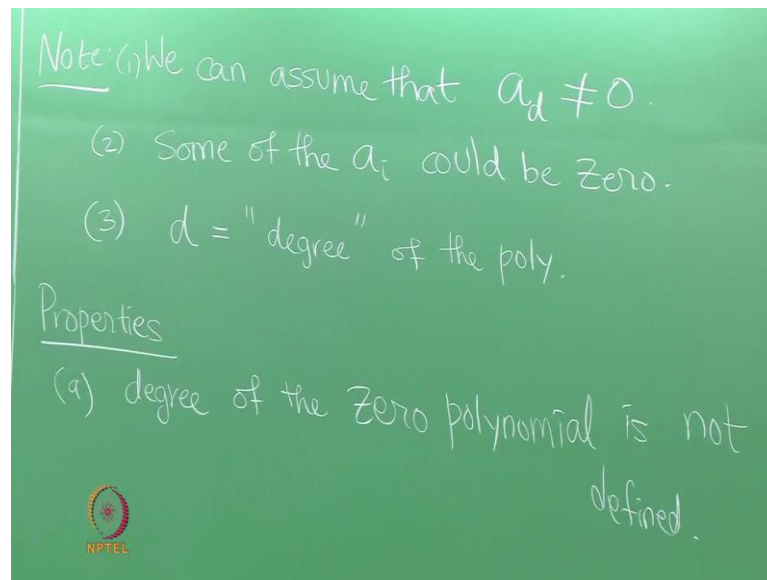 Note: (1) We can assume that a_d ≠ 0.
(2) Some of the a_i could be zero.
(3) d = "degree" of the poly.
Properties
(a) degree of the zero polynomial is not
defined.
NPTEL